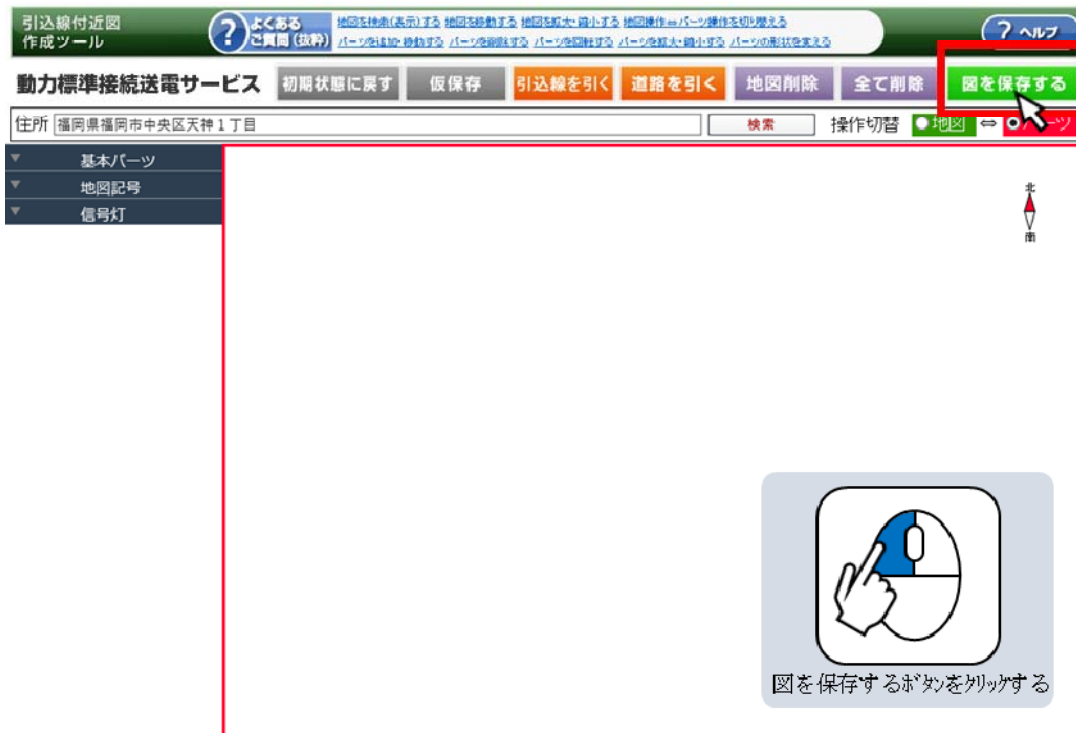 引込線付近図
作成ツール
よくある
ご質問(抜粋)
地図を検索(表示)する 地図を移動する 地図を拡大・縮小する 地図操作⇔パーツ操作を切り替える
パーツを追加・移動する パーツを削除する パーツを回転する パーツを拡大・縮小する パーツの形状を変える
? ヘルプ
動力標準接続送電サービス 初期状態に戻す 仮保存 引込線を引く 道路を引く 地図削除 全て削除 図を保存する
住所 福岡県福岡市中央区天神1丁目 検索 操作切替 地図 ⇔ パーツ
▼ 基本パーツ
▼ 地図記号
▼ 信号灯
北
南
図を保存するボタンをクリックする